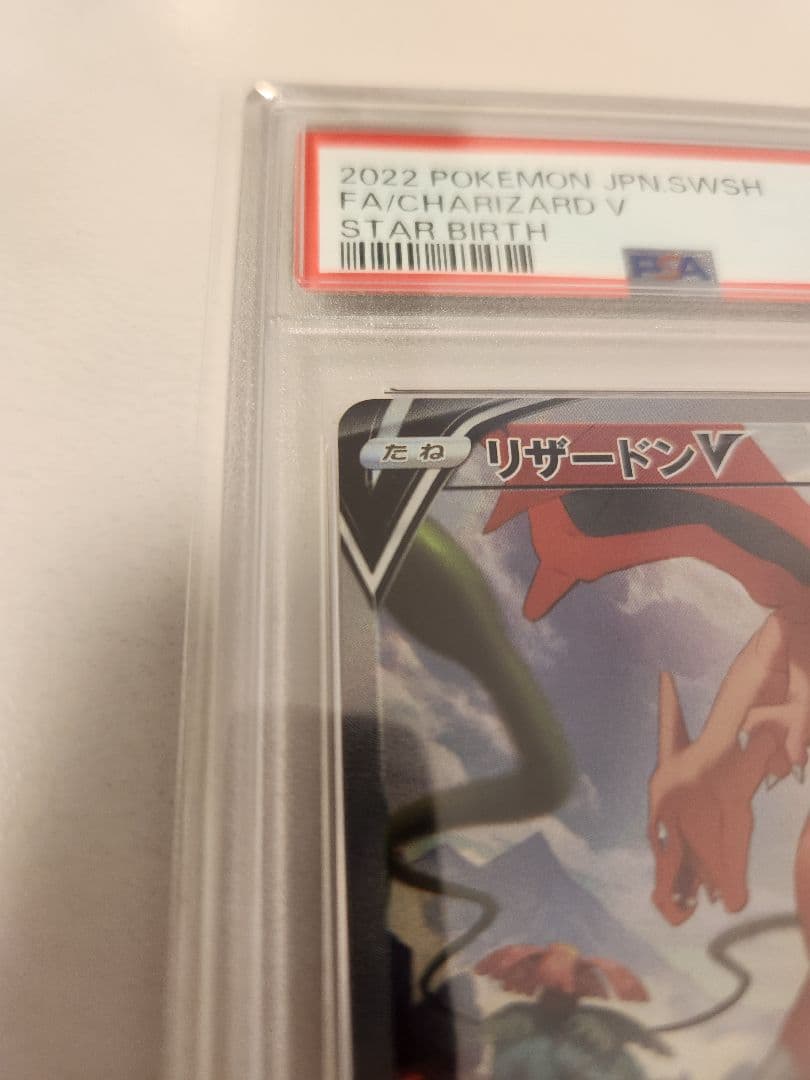 2022 POKEMON JPN.SWSH
FA/CHARIZARD V
STAR BIRTH
PSA
たね リザードンV